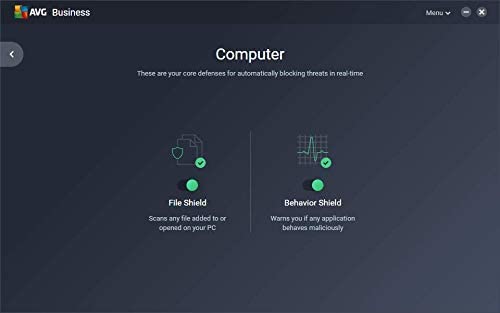 AVG Business
Menu
Computer
These are your core defenses for automatically blocking threats in real-time
File Shield
Scans any file added to or
opened on your PC
Behavior Shield
Warns you if any application
behaves maliciously